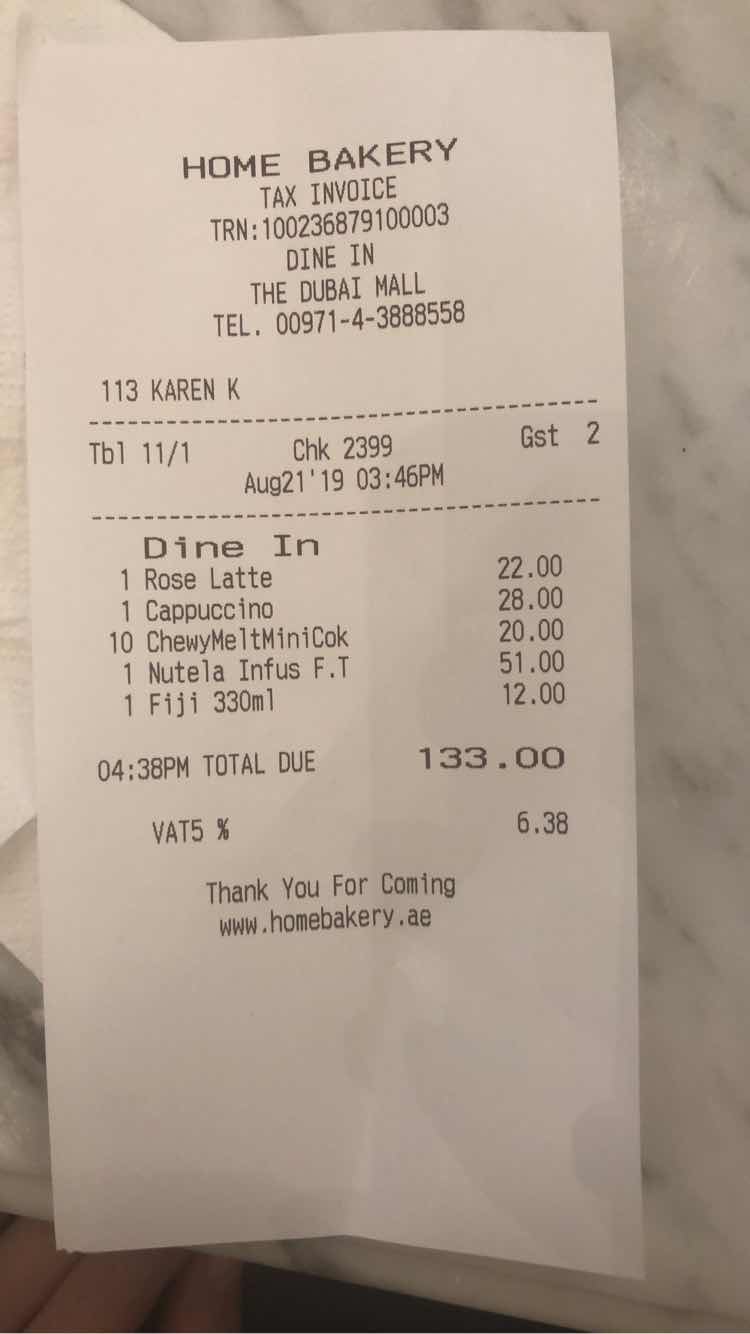 HOME BAKERY
TAX INVOICE
TRN:100236879100003
DINE IN
THE DUBAI MALL
TEL. 00971-4-3888558
113 KAREN K
Tbl 11/1 Chk 2399 Gst 2
Aug21'19 03:46PM
Dine In
1 Rose Latte 22.00
1 Cappuccino 28.00
10 ChewyMeltMiniCok 20.00
1 Nutela Infus F.T 51.00
1 Fiji 330ml 12.00
04:38PM TOTAL DUE 133.00
VAT5 % 6.38
Thank You For Coming
www.homebakery.ae